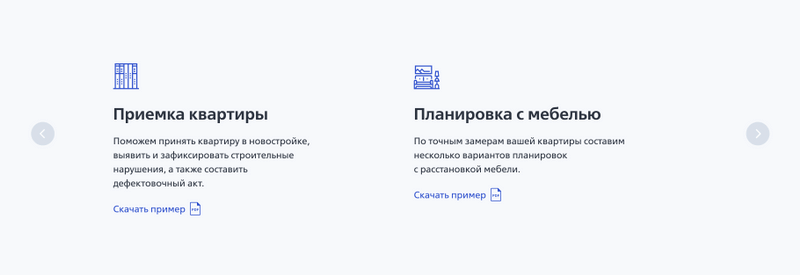 Приемка квартиры
Поможем принять квартиру в новостройке,
выявить и зафиксировать строительные
нарушения, а также составить
дефектовочный акт.
Скачать пример
Планировка с мебелью
По точным замерам вашей квартиры составим
несколько вариантов планировок
с расстановкой мебели.
Скачать пример